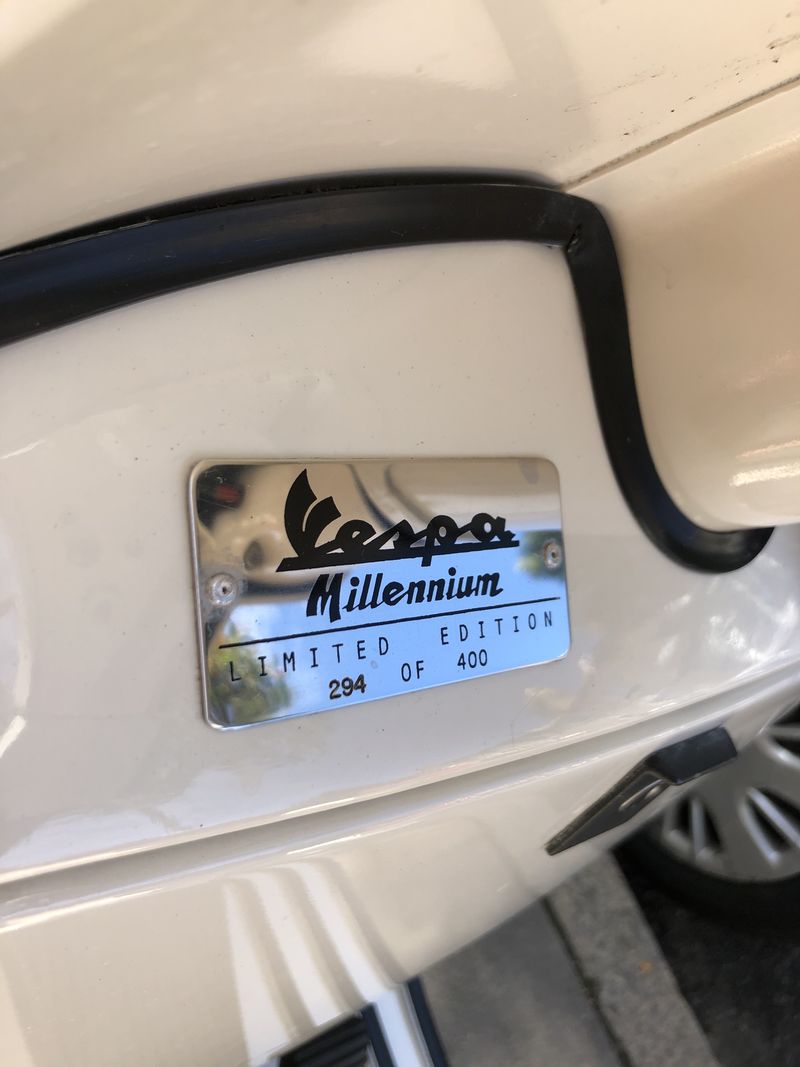 Vespa
Millennium
LIMITED EDITION
294 OF 400